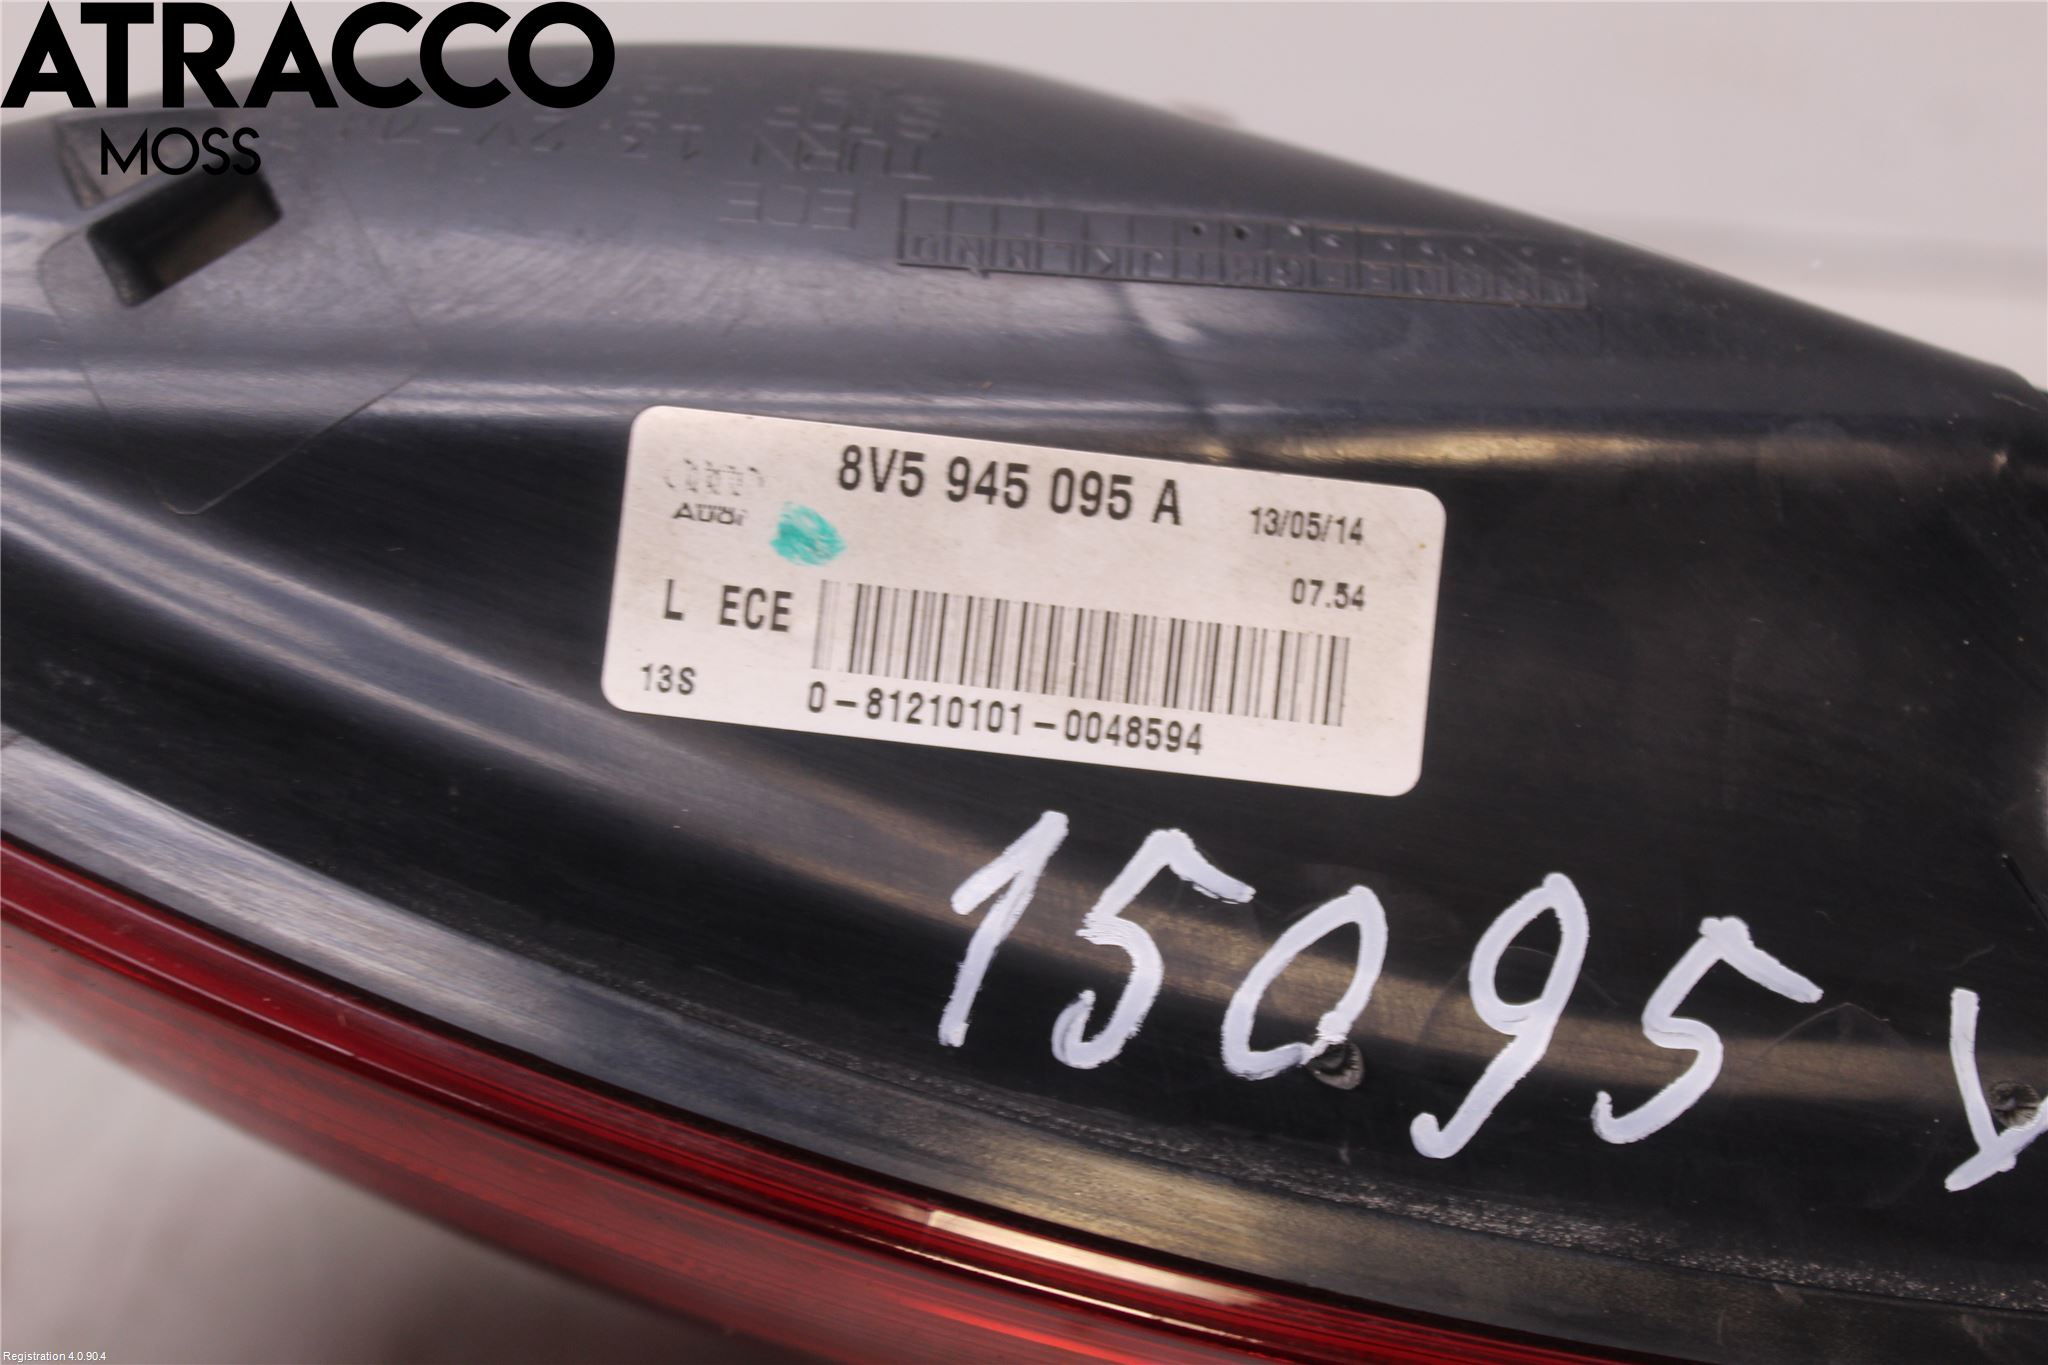 ATRACCO
MOSS
TURN
ECE
8V5 945 095 A
13/05/14
AUDI
07.54
L ECE
13S
0-81210101-0048594
15095
Registration 4.0.90.4